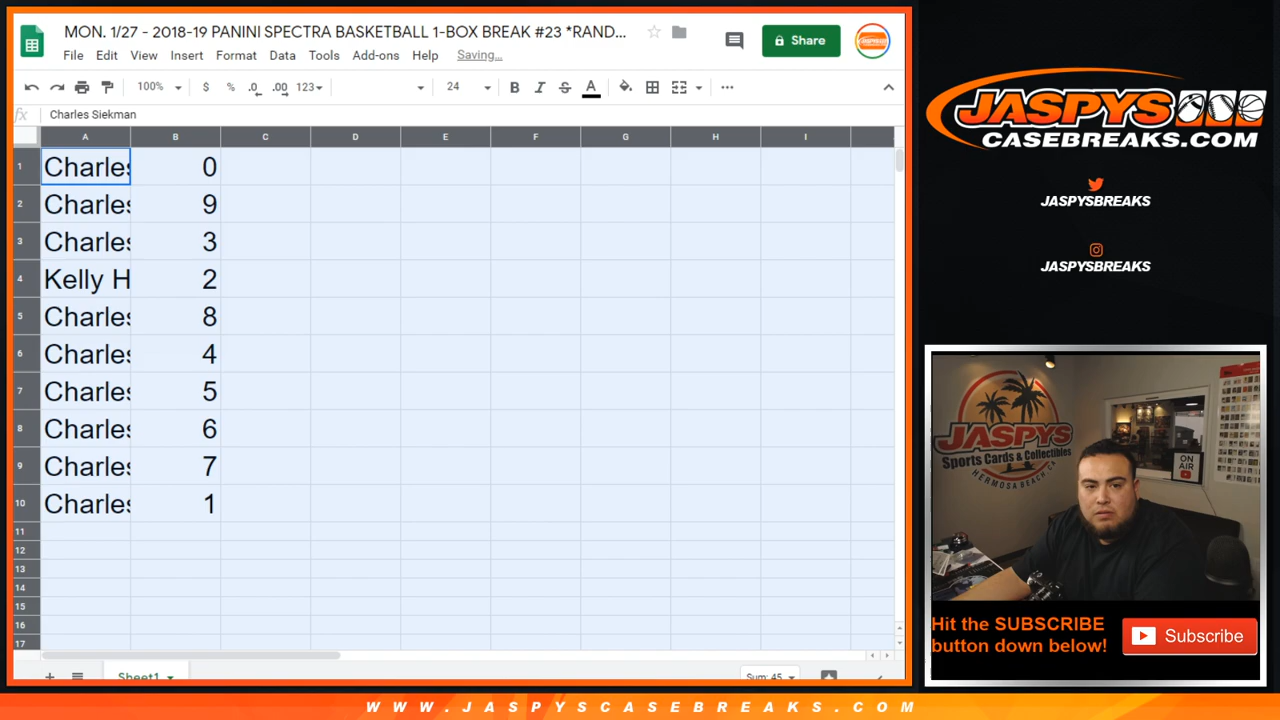 MON. 1/27 - 2018-19 PANINI SPECTRA BASKETBALL 1-BOX BREAK #23 *RAND...
File Edit View Insert Format Data Tools Add-ons Help Saving...
Share
100% $ % .0 .00 123 24 B I S A
fx Charles Siekman
A B C D E F G H I
1 Charles 0
2 Charles 9
3 Charles 3
4 Kelly H 2
5 Charles 8
6 Charles 4
7 Charles 5
8 Charles 6
9 Charles 7
10 Charles 1
11
12
13
14
15
16
17
Sheet1 Sum: 45
JASPYS
CASEBREAKS.COM
JASPYSBREAKS
JASPYSBREAKS
JASPYS
Sports Cards & Collectibles
HERMOSA BEACH, CA
ON AIR
Hit the SUBSCRIBE
button down below!
Subscribe
WWW.JASPYSCASEBREAKS.COM